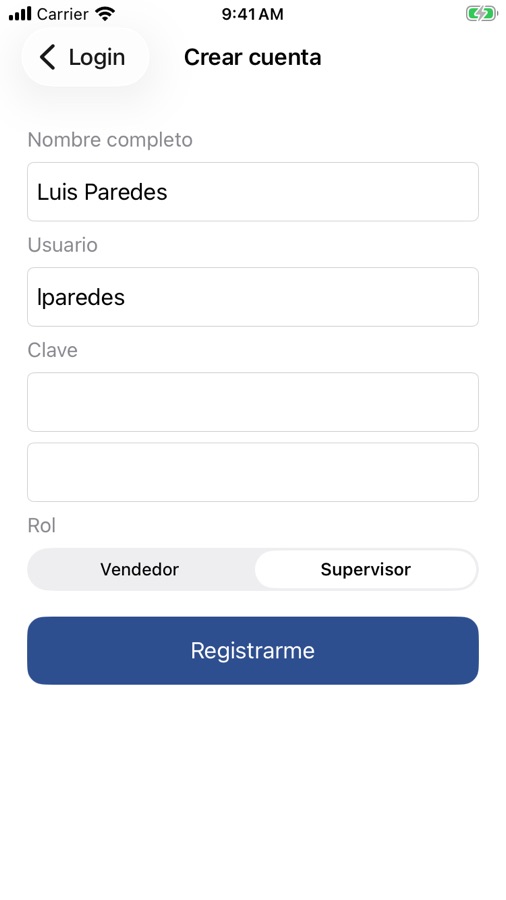 Carrier 9:41 AM
Login Crear cuenta
Nombre completo
Luis Paredes
Usuario
lparedes
Clave
Rol
Vendedor Supervisor
Registrarme